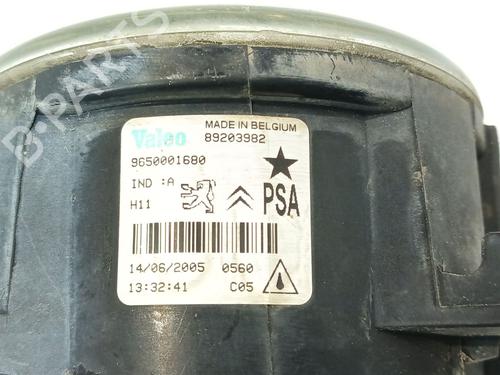 B-PARTS
Valeo
MADE IN BELGIUM
89203982
9650001680
IND :A
H11
PSA
14/06/2005 0560
13:32:41 C05